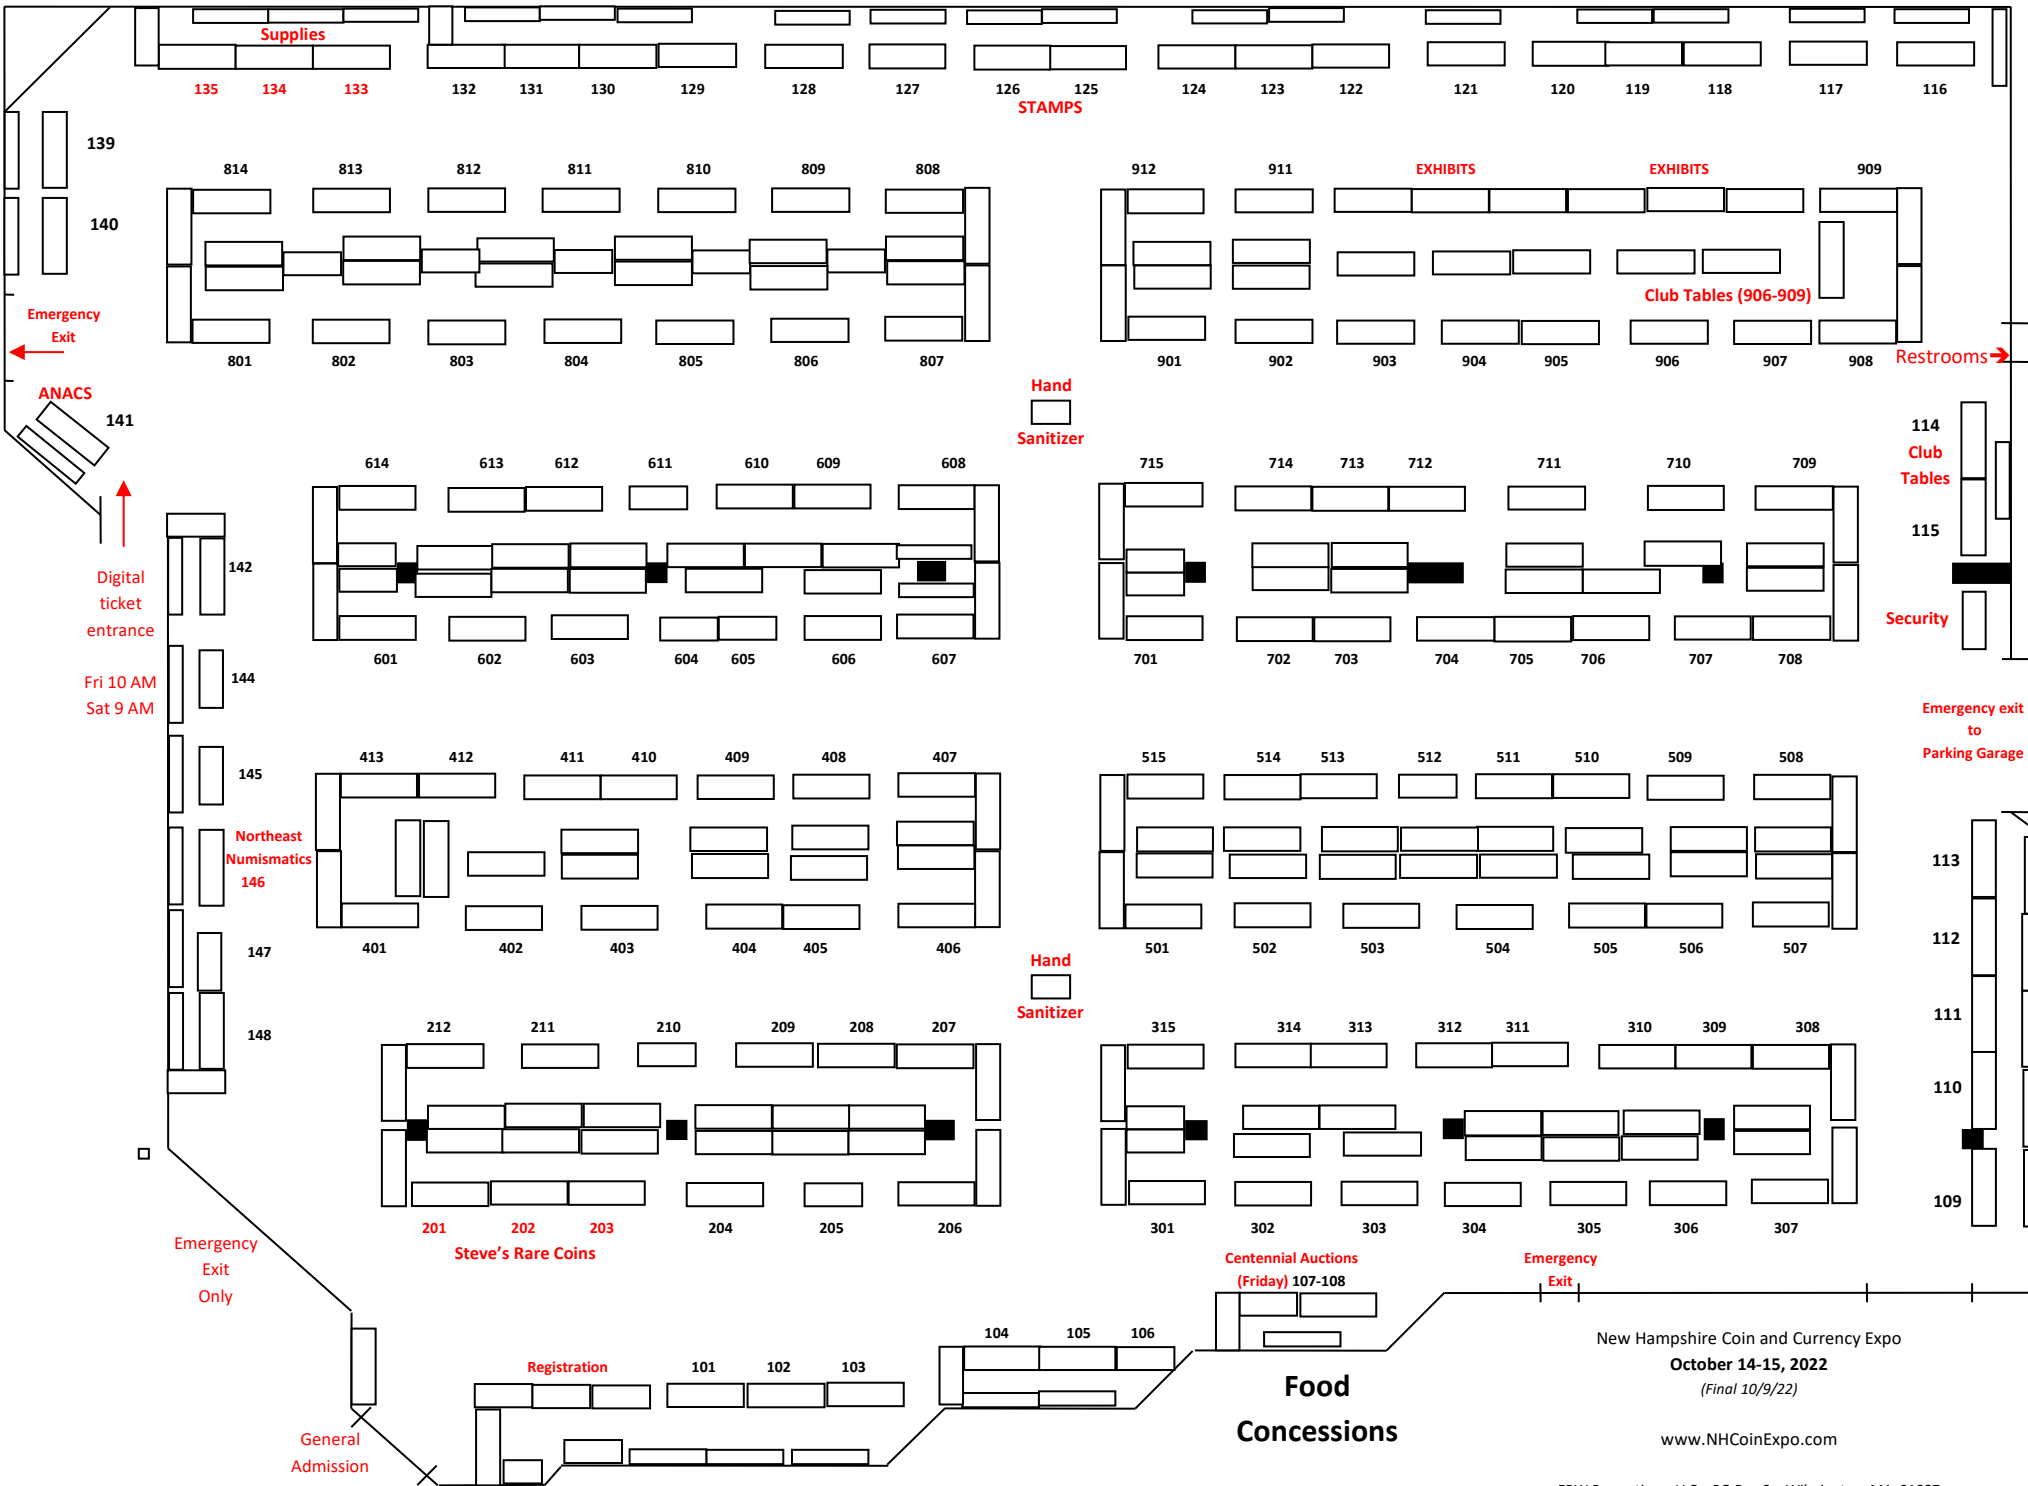 Supplies
135 134 133 132 131 130 129 128 127 126 125 124 123 122 121 120 119 118 117 116
STAMPS
139
814 813 812 811 810 809 808 912 911 EXHIBITS EXHIBITS 909
140
Club Tables (906-909)
Emergency
Exit
801 802 803 804 805 806 807 901 902 903 904 905 906 907 908
Restrooms ➔
ANACS
141
Hand
Sanitizer
114
Club
Tables
115
614 613 612 611 610 609 608 715 714 713 712 711 710 709
142
Digital
ticket
entrance
Fri 10 AM
Sat 9 AM
Security
601 602 603 604 605 606 607 701 702 703 704 705 706 707 708
144
Emergency exit
to
Parking Garage
145
413 412 411 410 409 408 407 515 514 513 512 511 510 509 508
Northeast
Numismatics
146
113
147
112
401 402 403 404 405 406 501 502 503 504 505 506 507
Hand
Sanitizer
148
111
212 211 210 209 208 207 315 314 313 312 311 310 309 308
110
109
201 202 203 204 205 206 301 302 303 304 305 306 307
Steve's Rare Coins
Emergency
Exit
Only
Centennial Auctions
(Friday) 107-108
Emergency
Exit
104 105 106
Registration 101 102 103
General
Admission
Food
Concessions
New Hampshire Coin and Currency Expo
October 14-15, 2022
(Final 10/9/22)
www.NHCoinExpo.com